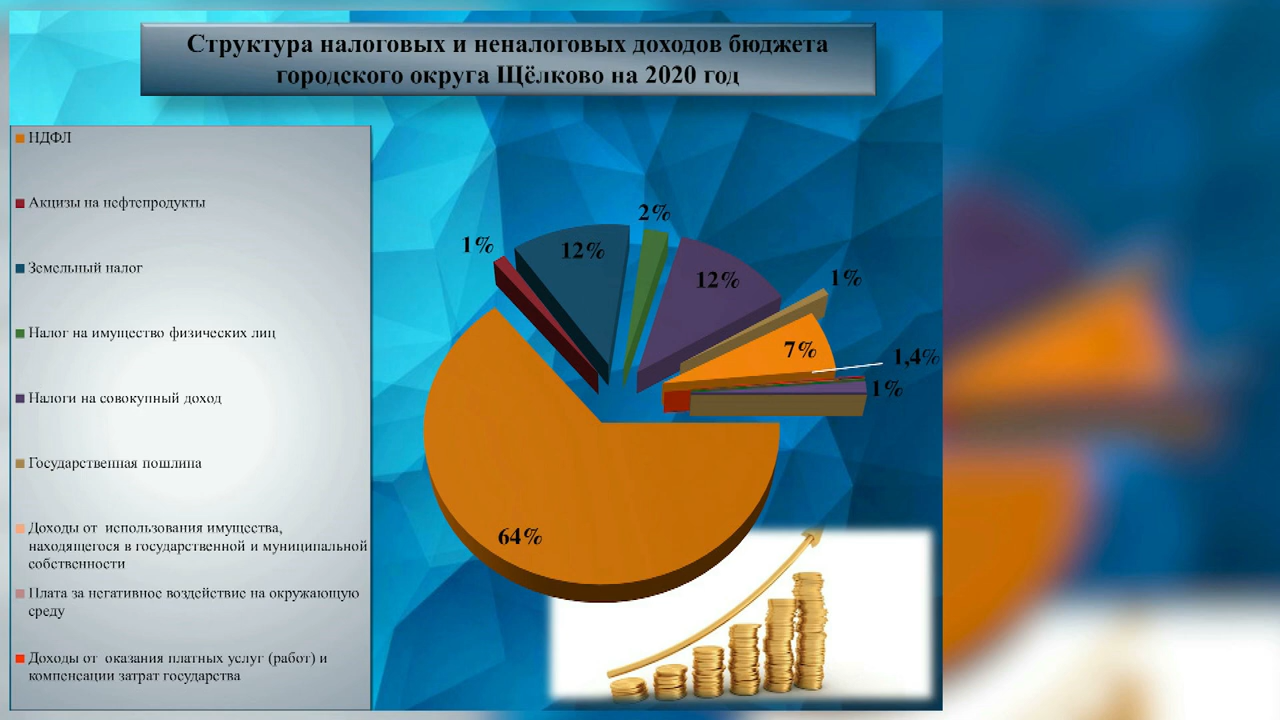 Структура налоговых и неналоговых доходов бюджета
городского округа Щёлково на 2020 год
НДФЛ
Акцизы на нефтепродукты
Земельный налог
Налог на имущество физических лиц
Налоги на совокупный доход
Государственная пошлина
Доходы от использования имущества,
находящегося в государственной и муниципальной
собственности
Плата за негативное воздействие на окружающую
среду
Доходы от оказания платных услуг (работ) и
компенсации затрат государства
2%
1%
12%
12%
1%
7%
1,4%
1%
64%